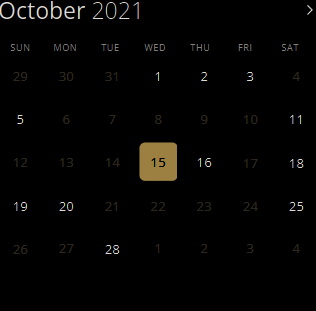 October 2021
SUN MON TUE WED THU FRI SAT
29 30 31 1 2 3 4
5 6 7 8 9 10 11
12 13 14 15 16 17 18
19 20 21 22 23 24 25
26 27 28 1 2 3 4